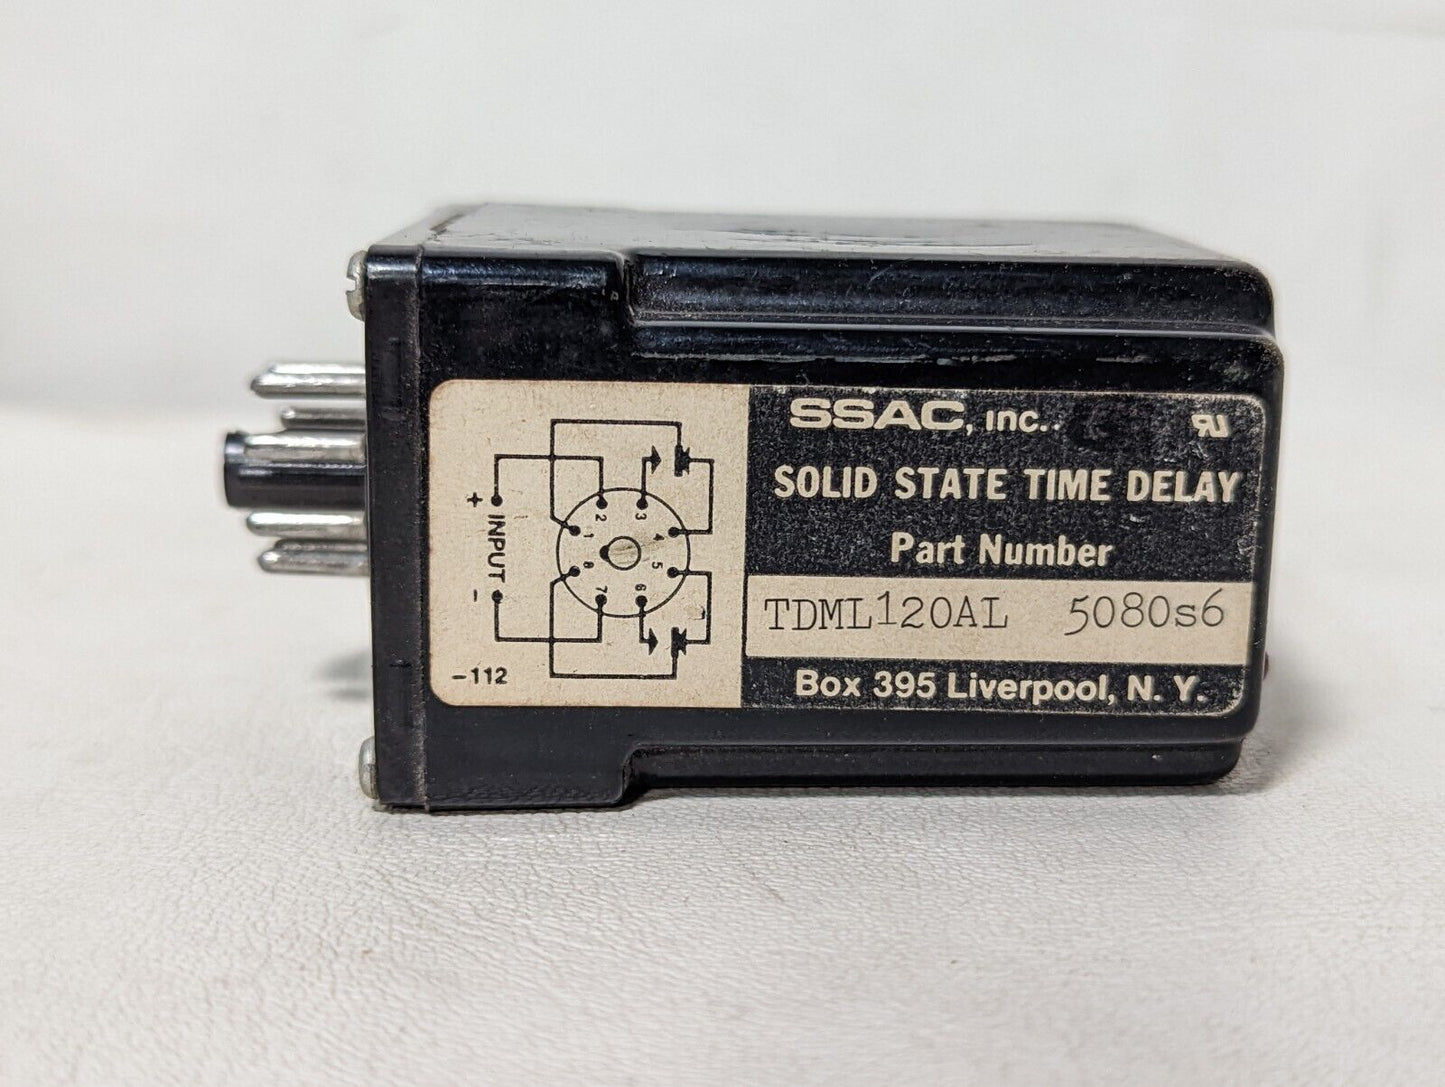 SSAC, inc..
SOLID STATE TIME DELAY
Part Number
TDML120AL 5080s6
Box 395 Liverpool, N. Y.
+ INPUT -
2 3
1 4
8 5
7 6
-112